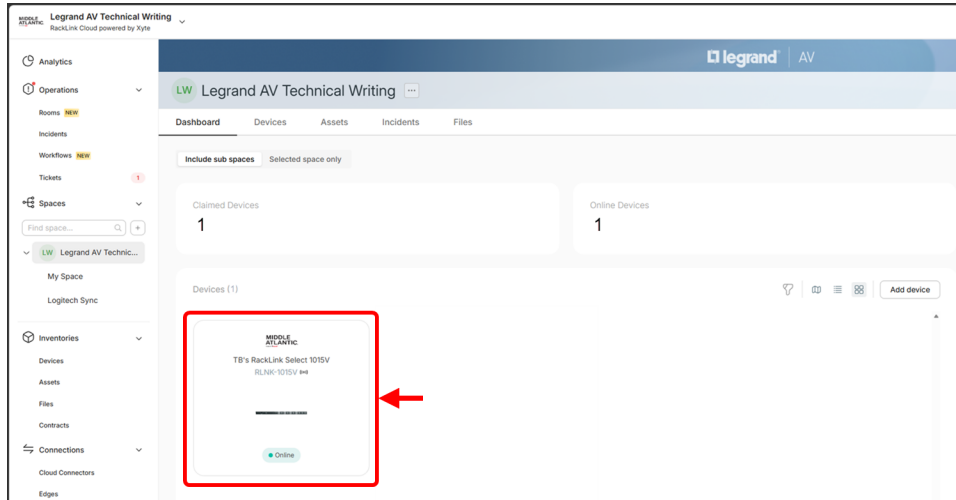 MIDDLE ATLANTIC
Legrand AV Technical Writing
RackLink Cloud powered by Xyte
Analytics
Operations
Rooms NEW
Incidents
Workflows NEW
Tickets 1
Spaces
Find space...
LW Legrand AV Technic...
My Space
Logitech Sync
Inventories
Devices
Assets
Files
Contracts
Connections
Cloud Connectors
Edges
legrand AV
LW Legrand AV Technical Writing
Dashboard Devices Assets Incidents Files
Include sub spaces Selected space only
Claimed Devices
1
Online Devices
1
Devices (1)
Add device
MIDDLE ATLANTIC
TB's RackLink Select 1015V
RLNK-1015V
Online